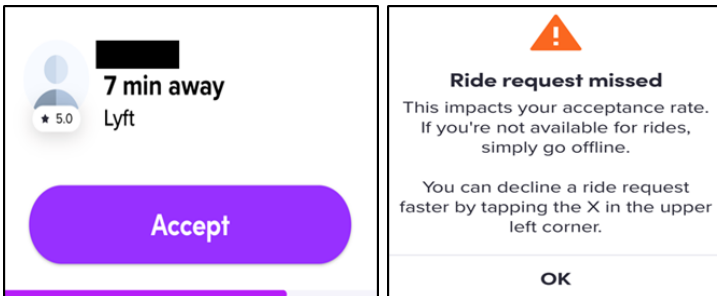 7 min away
★ 5.0
Lyft
Accept
Ride request missed
This impacts your acceptance rate.
If you're not available for rides,
simply go offline.
You can decline a ride request
faster by tapping the X in the upper
left corner.
OK